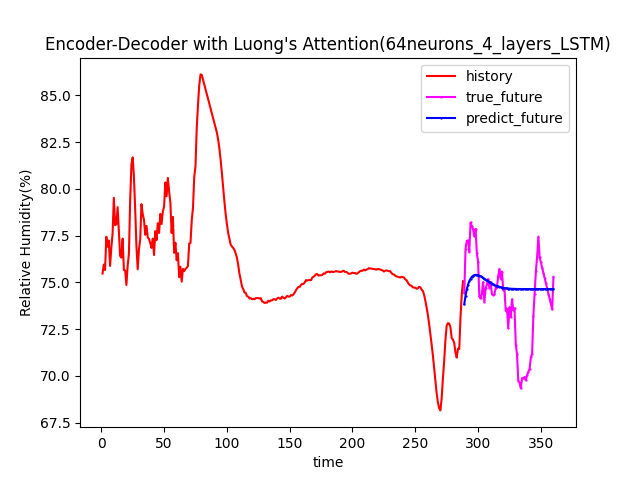 Encoder-Decoder with Luong's Attention(64neurons_4_layers_LSTM)
history
true_future
predict_future
Relative Humidity(%)
85.0
82.5
80.0
77.5
75.0
72.5
70.0
67.5
0 50 100 150 200 250 300 350
time